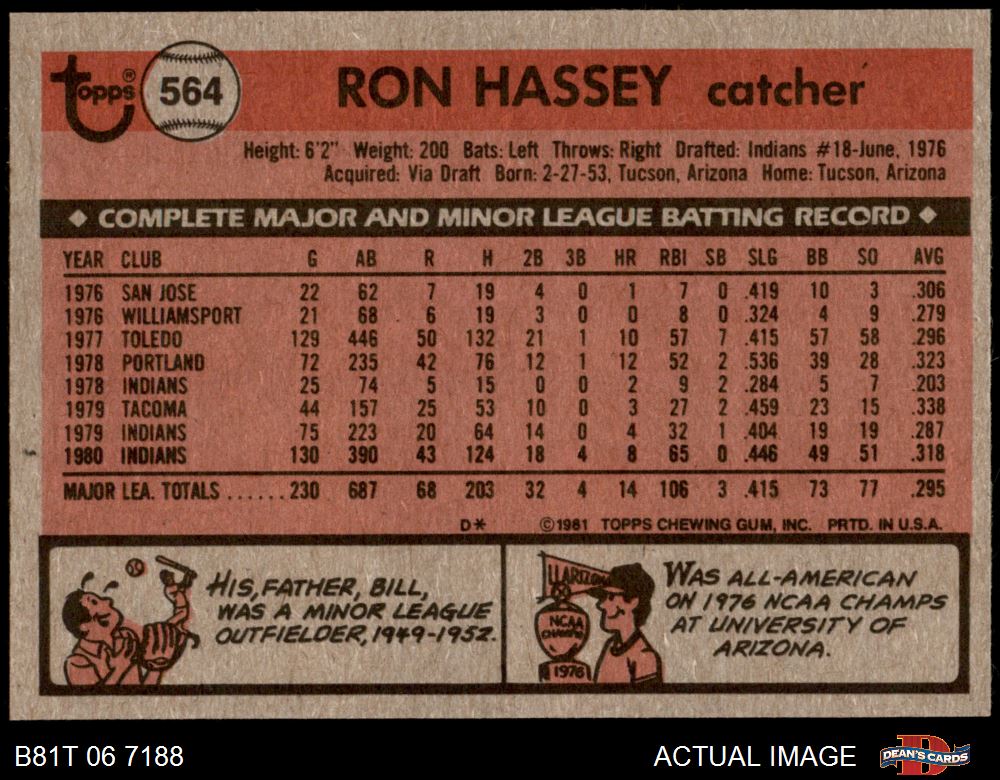 Topps® 564 RON HASSEY catcher
Height: 6'2" Weight: 200 Bats: Left Throws: Right Drafted: Indians #18-June, 1976
Acquired: Via Draft Born: 2-27-53, Tucson, Arizona Home: Tucson, Arizona
◆ COMPLETE MAJOR AND MINOR LEAGUE BATTING RECORD ◆
YEAR CLUB G AB R H 2B 3B HR RBI SB SLG BB SO AVG
1976 SAN JOSE 22 62 7 19 4 0 1 7 0 .419 10 3 .306
1976 WILLIAMSPORT 21 68 6 19 3 0 0 8 0 .324 4 9 .279
1977 TOLEDO 129 446 50 132 21 1 10 57 7 .415 57 58 .296
1978 PORTLAND 72 235 42 76 12 1 12 52 2 .536 39 28 .323
1978 INDIANS 25 74 5 15 0 0 2 9 2 .284 5 7 .203
1979 TACOMA 44 157 25 53 10 0 3 27 2 .459 23 15 .338
1979 INDIANS 75 223 20 64 14 0 4 32 1 .404 19 19 .287
1980 INDIANS 130 390 43 124 18 4 8 65 0 .446 49 51 .318
MAJOR LEA. TOTALS ...... 230 687 68 203 32 4 14 106 3 .415 73 77 .295
D* ©1981 TOPPS CHEWING GUM, INC. PRTD. IN U.S.A.
HIS, FATHER, BILL,
WAS A MINOR LEAGUE
OUTFIELDER, 1949-1952.
U ARIZONA
NCAA
CHAMPS
1976
WAS ALL-AMERICAN
ON 1976 NCAA CHAMPS
AT UNIVERSITY OF
ARIZONA.
B81T 06 7188 ACTUAL IMAGE DEAN'S CARDS